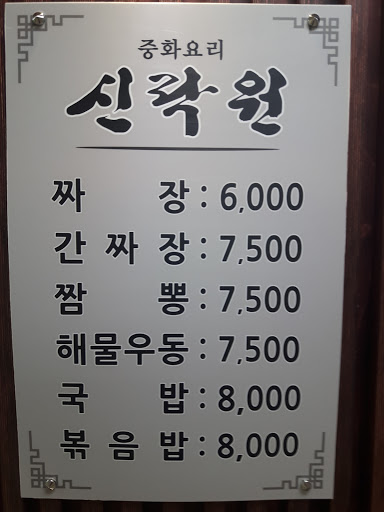 중화요리
신락원
짜 장 : 6,000
간 짜 장 : 7,500
짬 뽕 : 7,500
해물우동 : 7,500
국 밥 : 8,000
볶 음 밥 : 8,000